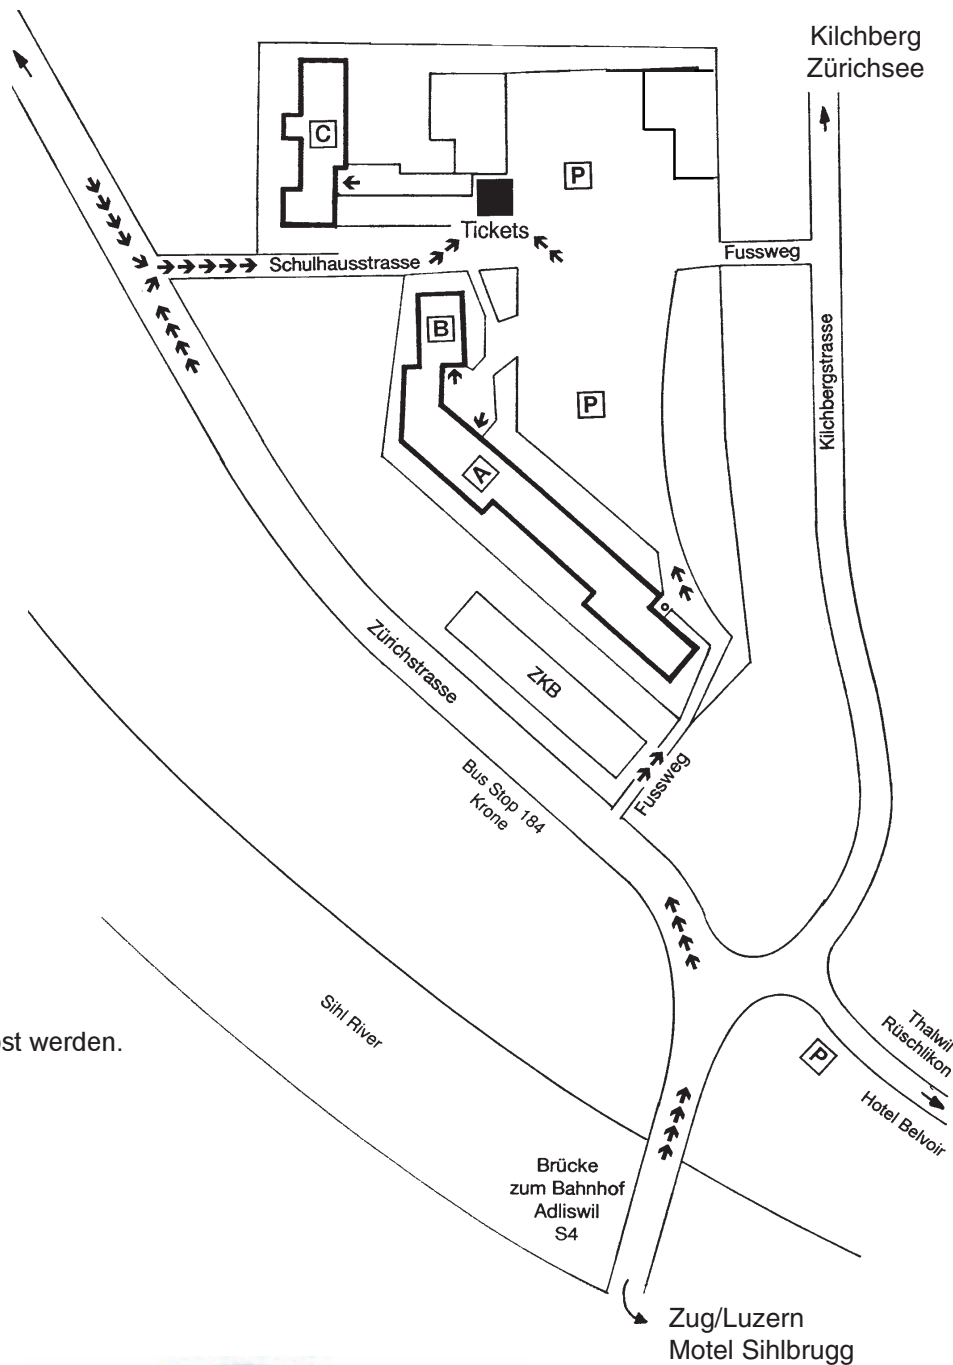 Kilchberg
Zürichsee
C
P
Tickets
Fussweg
Schulhausstrasse
B
Kilchbergstrasse
P
A
Zürichstrasse
ZKB
Fussweg
Bus Stop 184
Krone
Sihl River
Thalwil
Rüschlikon
st werden.
P
Hotel Belvoir
Brücke
zum Bahnhof
Adliswil
S4
Zug/Luzern
Motel Sihlbrugg